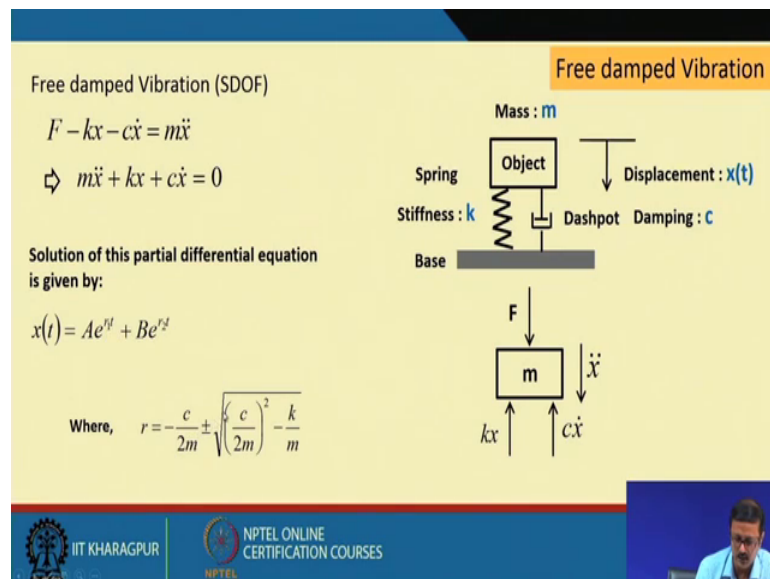 Free damped Vibration
Free damped Vibration (SDOF)
F − kx − cẋ = mẍ
⇨ mẍ + kx + cẋ = 0
Solution of this partial differential equation
is given by:
x(t) = Ae^{r₁t} + Be^{r₂t}
Where, r = −c/2m ± √((c/2m)² − k/m)
Mass : m
Object
Spring
Displacement : x(t)
Stiffness : k
Dashpot
Damping : c
Base
F
m
ẍ
kx
cẋ
IIT KHARAGPUR
NPTEL ONLINE
CERTIFICATION COURSES
NPTEL